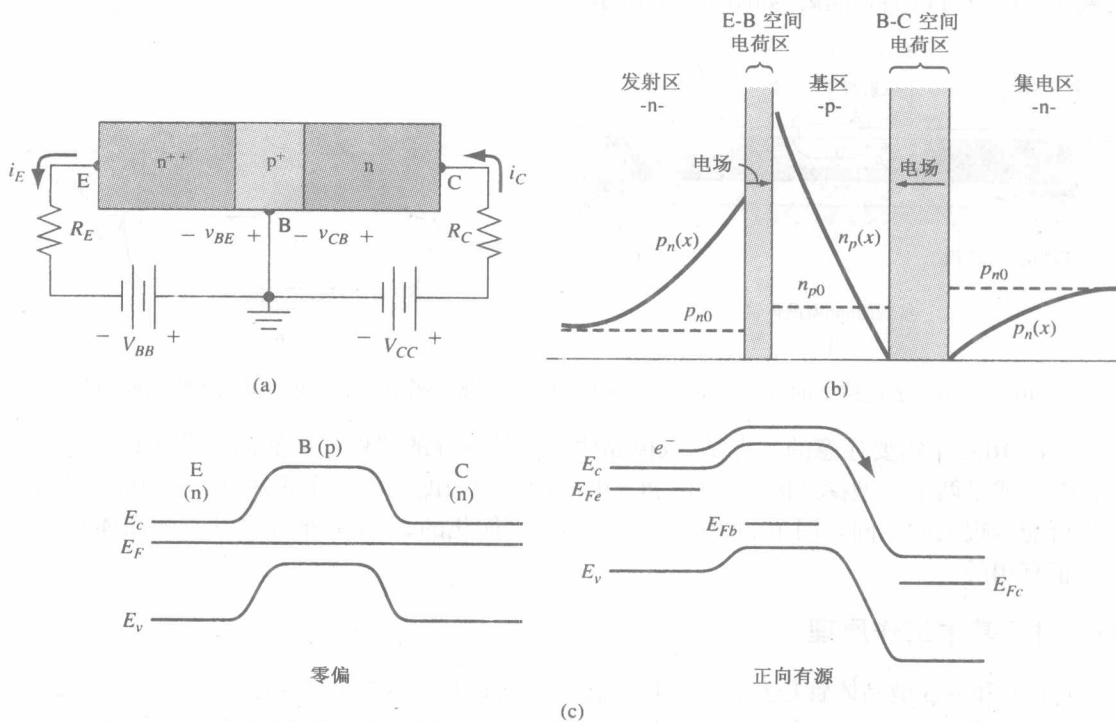 n++
p+
n
E
C
B
iE
iC
RE
RC
− vBE +
− vCB +
− VBB +
− VCC +
(a)
E-B 空间
电荷区
B-C 空间
电荷区
发射区
-n-
基区
-p-
集电区
-n-
电场
电场
pn(x)
np(x)
pn0
np0
pn0
pn(x)
(b)
E
(n)
B (p)
C
(n)
Ec
EF
Ev
零偏
e−
Ec
EFe
EFb
Ev
EFc
正向有源
(c)